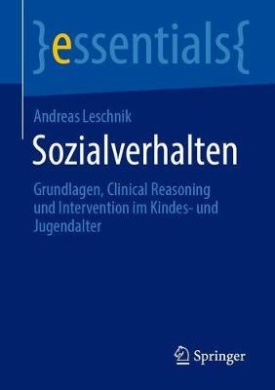 }essentials{
Andreas Leschnik
Sozialverhalten
Grundlagen, Clinical Reasoning
und Intervention im Kindes- und
Jugendalter
Springer